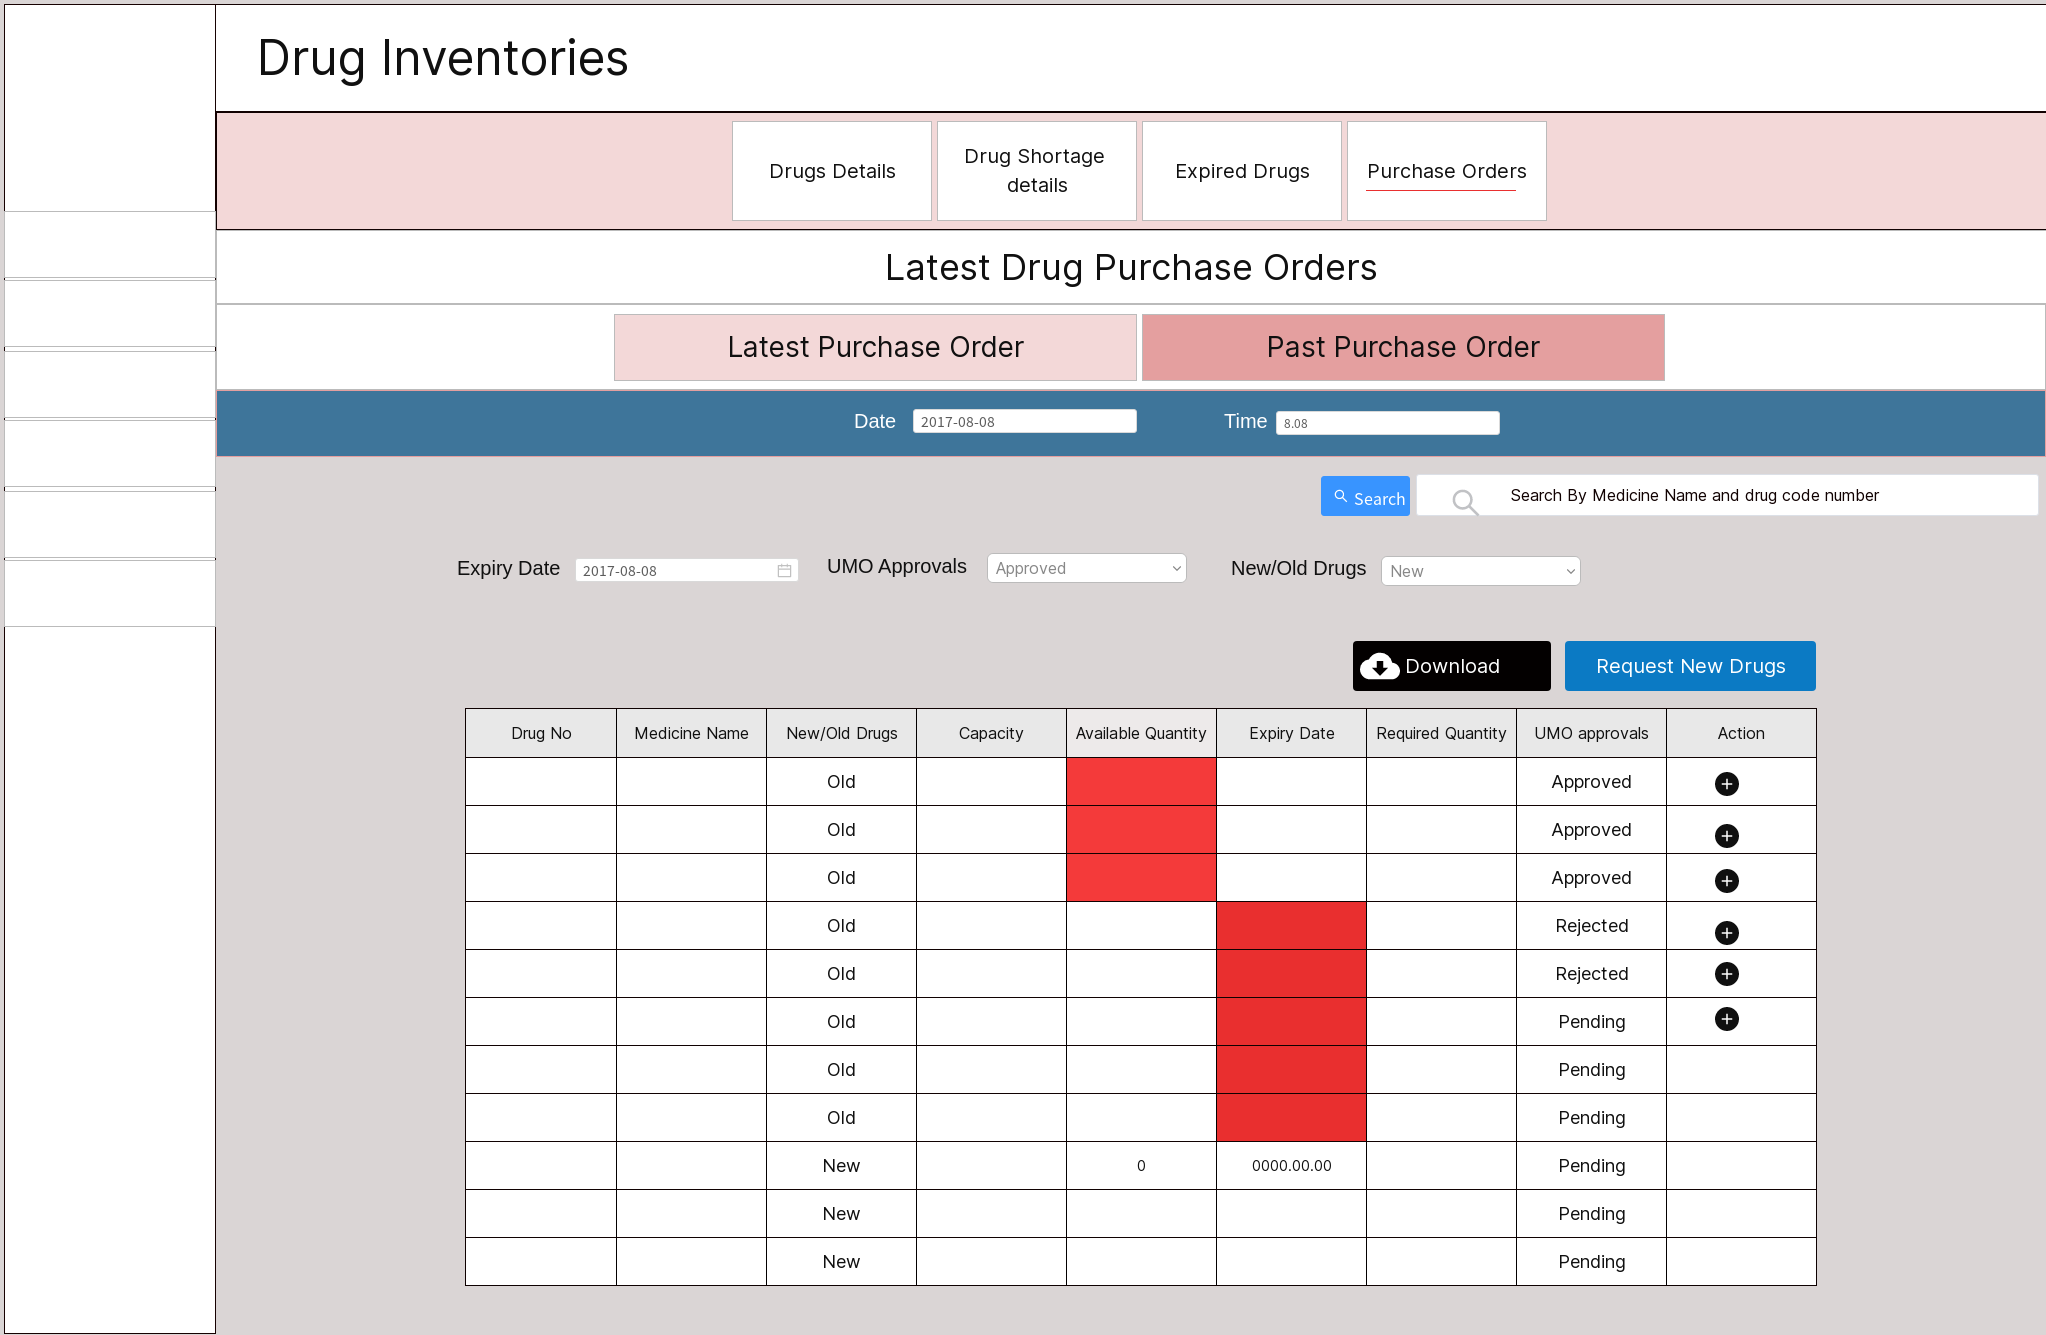 Drug Inventories
Drugs Details
Drug Shortage
details
Expired Drugs
Purchase Orders
Latest Drug Purchase Orders
Latest Purchase Order
Past Purchase Order
Date 2017-08-08 Time 8.08
Search Search By Medicine Name and drug code number
Expiry Date 2017-08-08 UMO Approvals Approved New/Old Drugs New
Download Request New Drugs
Drug No Medicine Name New/Old Drugs Capacity Available Quantity Expiry Date Required Quantity UMO approvals Action
Old Approved
Old Approved
Old Approved
Old Rejected
Old Rejected
Old Pending
Old Pending
Old Pending
New 0 0000.00.00 Pending
New Pending
New Pending